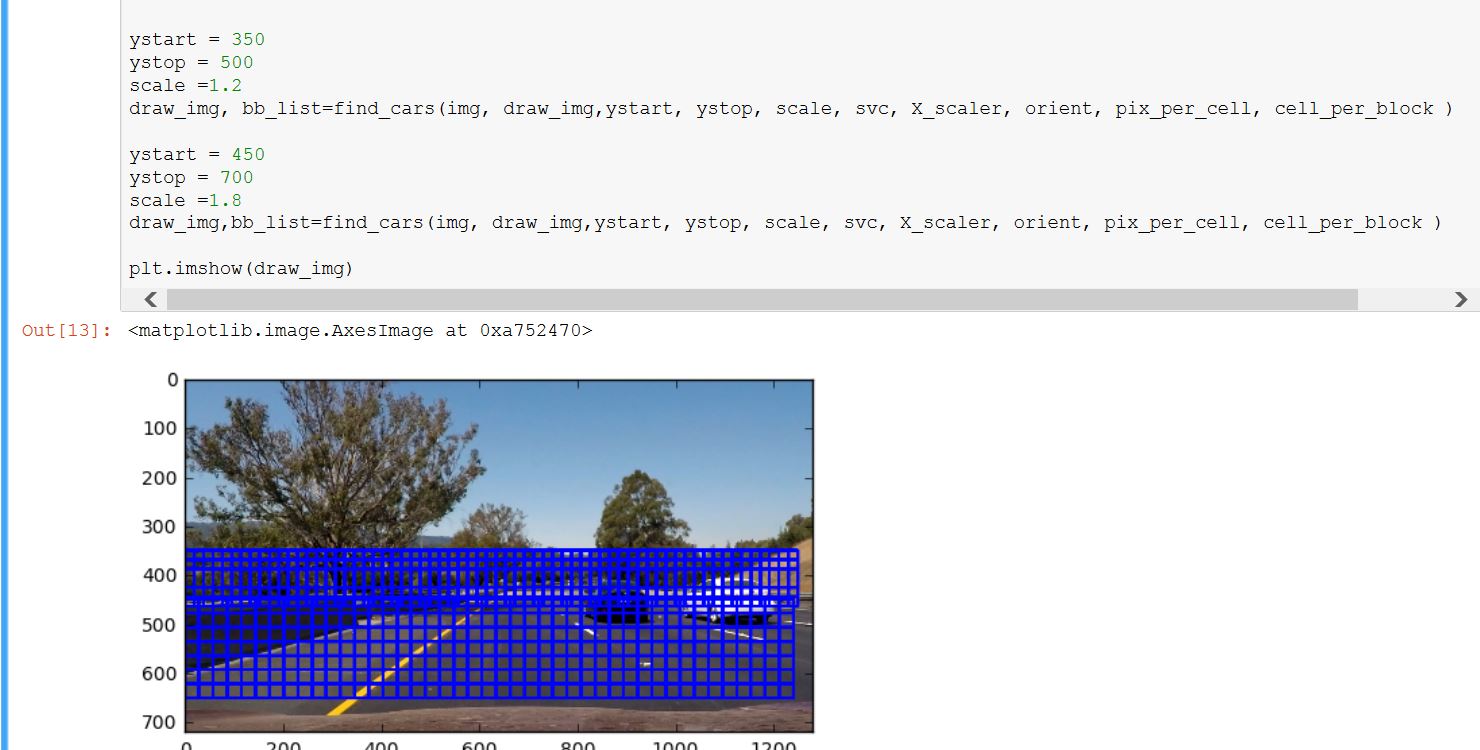 ystart = 350
ystop = 500
scale =1.2
draw_img, bb_list=find_cars(img, draw_img,ystart, ystop, scale, svc, X_scaler, orient, pix_per_cell, cell_per_block )
ystart = 450
ystop = 700
scale =1.8
draw_img,bb_list=find_cars(img, draw_img,ystart, ystop, scale, svc, X_scaler, orient, pix_per_cell, cell_per_block )
plt.imshow(draw_img)
Out[13]: <matplotlib.image.AxesImage at 0xa752470>
0
100
200
300
400
500
600
700
0 200 400 600 800 1000 1200